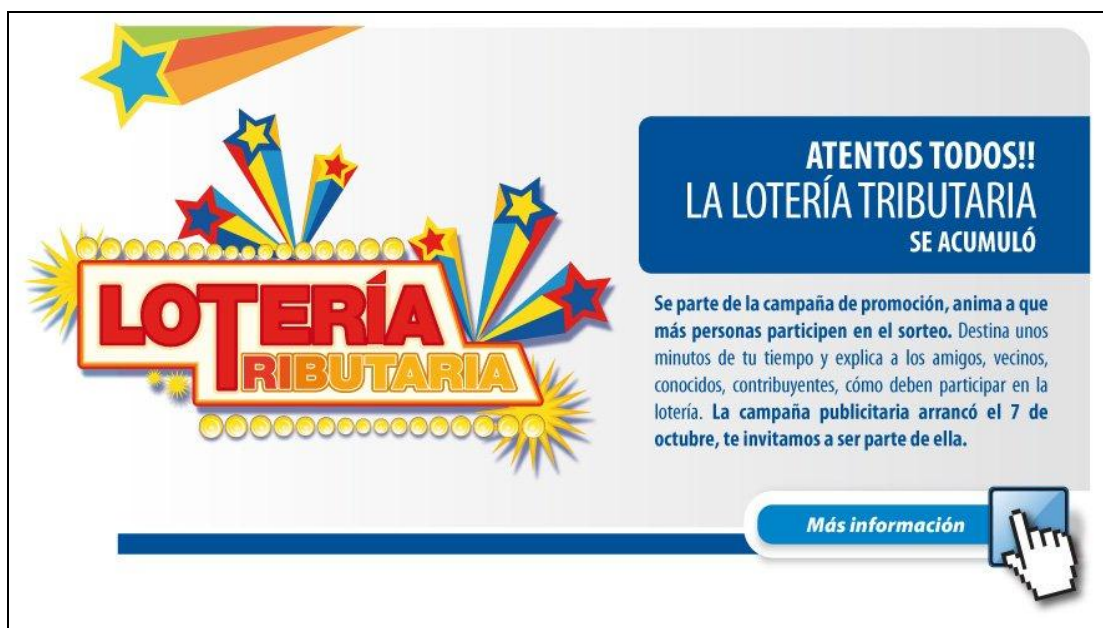 LOTERÍA
TRIBUTARIA
ATENTOS TODOS!!
LA LOTERÍA TRIBUTARIA
SE ACUMULÓ
Se parte de la campaña de promoción, anima a que
más personas participen en el sorteo. Destina unos
minutos de tu tiempo y explica a los amigos, vecinos,
conocidos, contribuyentes, cómo deben participar en la
lotería. La campaña publicitaria arrancó el 7 de
octubre, te invitamos a ser parte de ella.
Más información